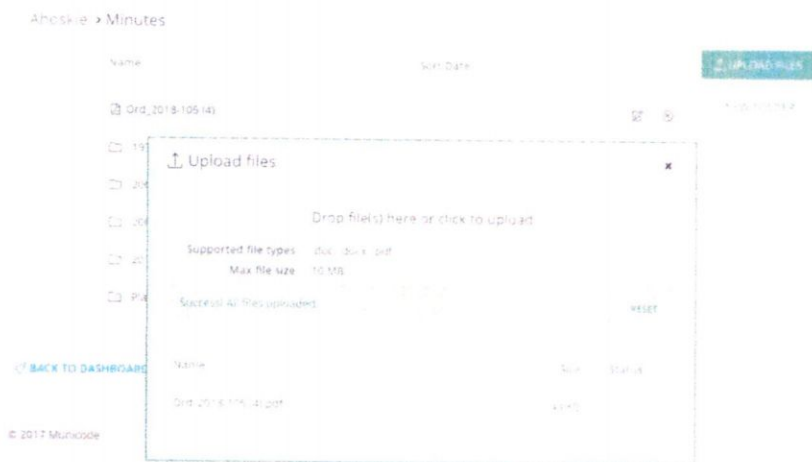 Ahoskie > Minutes
Name Sort Date UPLOAD FILES
Ord_2018-105 (4)
Upload files x
Drop file(s) here or click to upload
Supported file types .doc .docx .pdf
Max file size 10 MB
Success! All files uploaded. RESET
BACK TO DASHBOARD
Name Size Status
Ord_2018-105 (4).pdf
© 2017 Municode